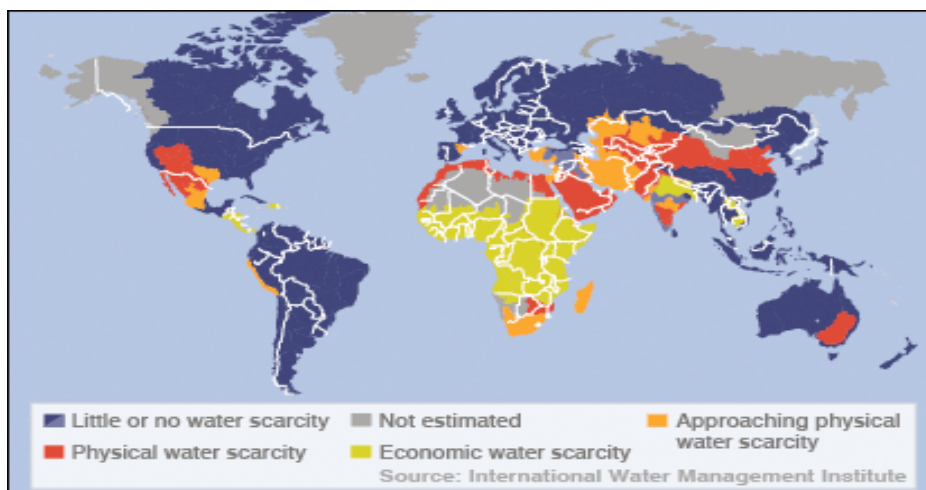 Little or no water scarcity
Not estimated
Approaching physical
water scarcity
Physical water scarcity
Economic water scarcity
Source: International Water Management Institute